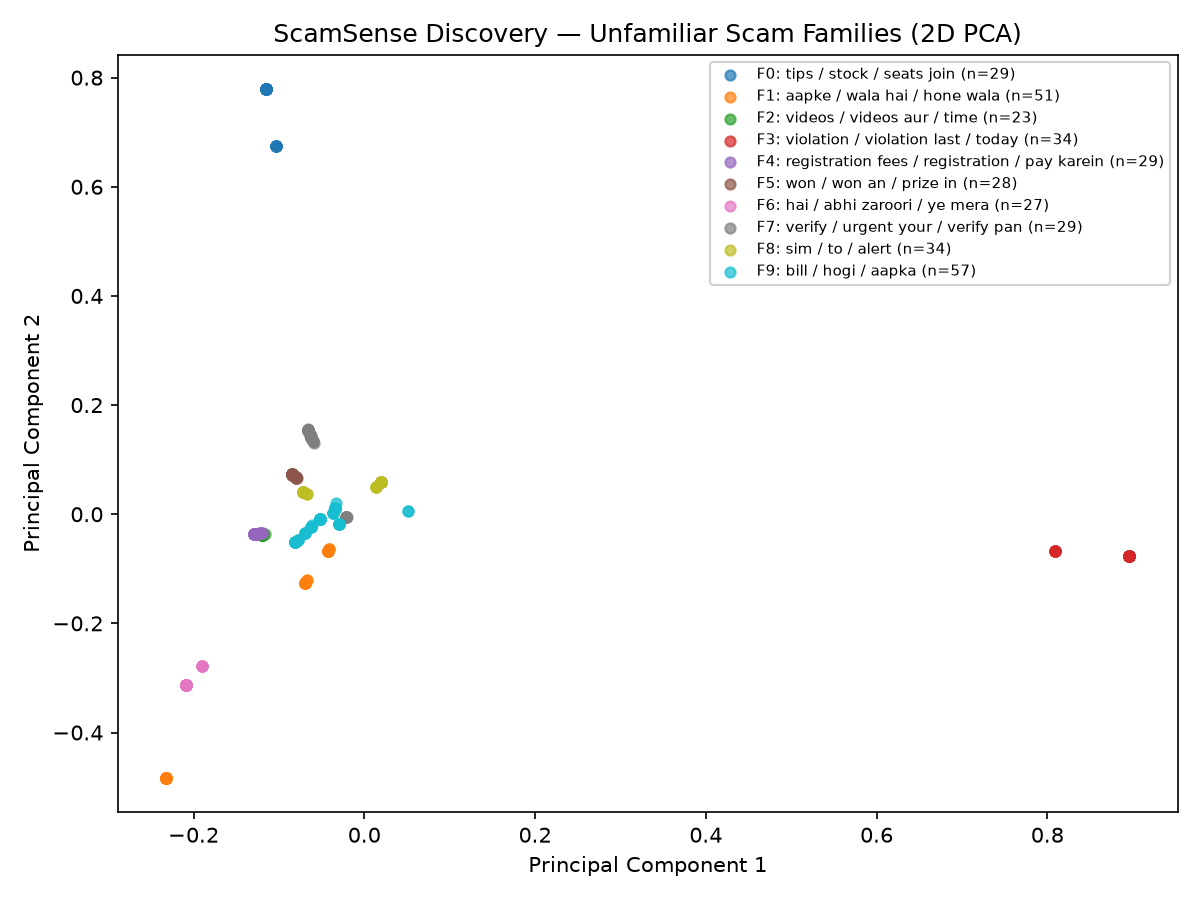 ScamSense Discovery — Unfamiliar Scam Families (2D PCA)
F0: tips / stock / seats join (n=29)
F1: aapke / wala hai / hone wala (n=51)
F2: videos / videos aur / time (n=23)
F3: violation / violation last / today (n=34)
F4: registration fees / registration / pay karein (n=29)
F5: won / won an / prize in (n=28)
F6: hai / abhi zaroori / ye mera (n=27)
F7: verify / urgent your / verify pan (n=29)
F8: sim / to / alert (n=34)
F9: bill / hogi / aapka (n=57)
Principal Component 2
0.8
0.6
0.4
0.2
0.0
−0.2
−0.4
−0.2 0.0 0.2 0.4 0.6 0.8
Principal Component 1